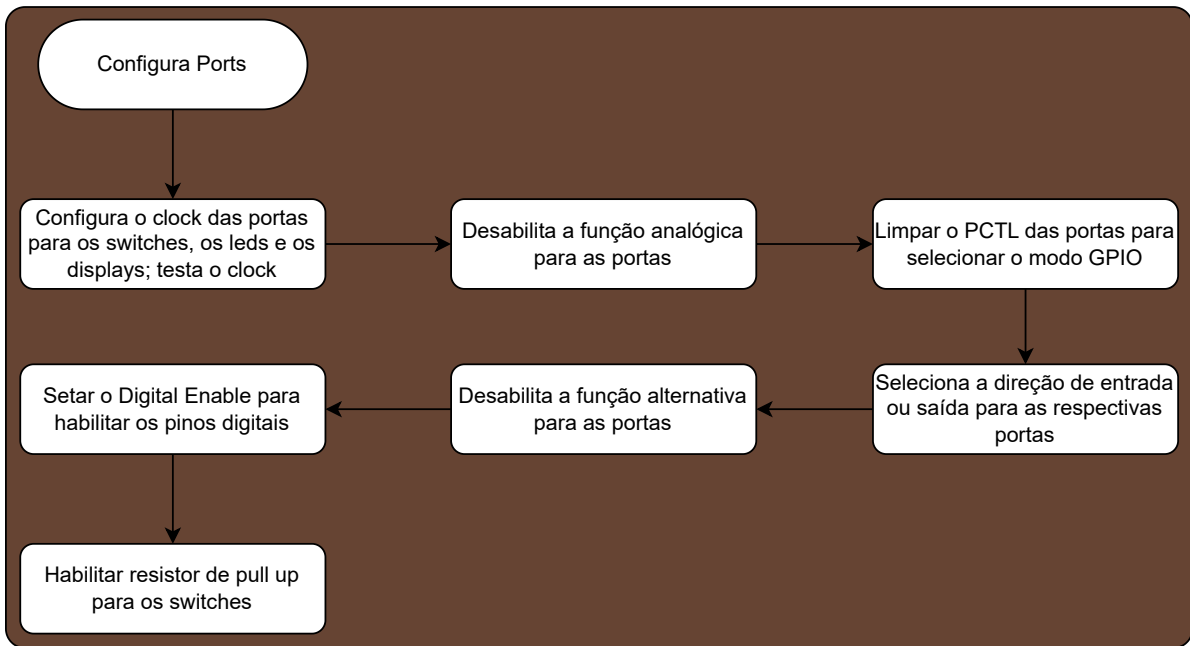 Configura Ports
Configura o clock das portas
para os switches, os leds e os
displays; testa o clock
Desabilita a função analógica
para as portas
Limpar o PCTL das portas para
selecionar o modo GPIO
Seleciona a direção de entrada
ou saída para as respectivas
portas
Desabilita a função alternativa
para as portas
Setar o Digital Enable para
habilitar os pinos digitais
Habilitar resistor de pull up
para os switches